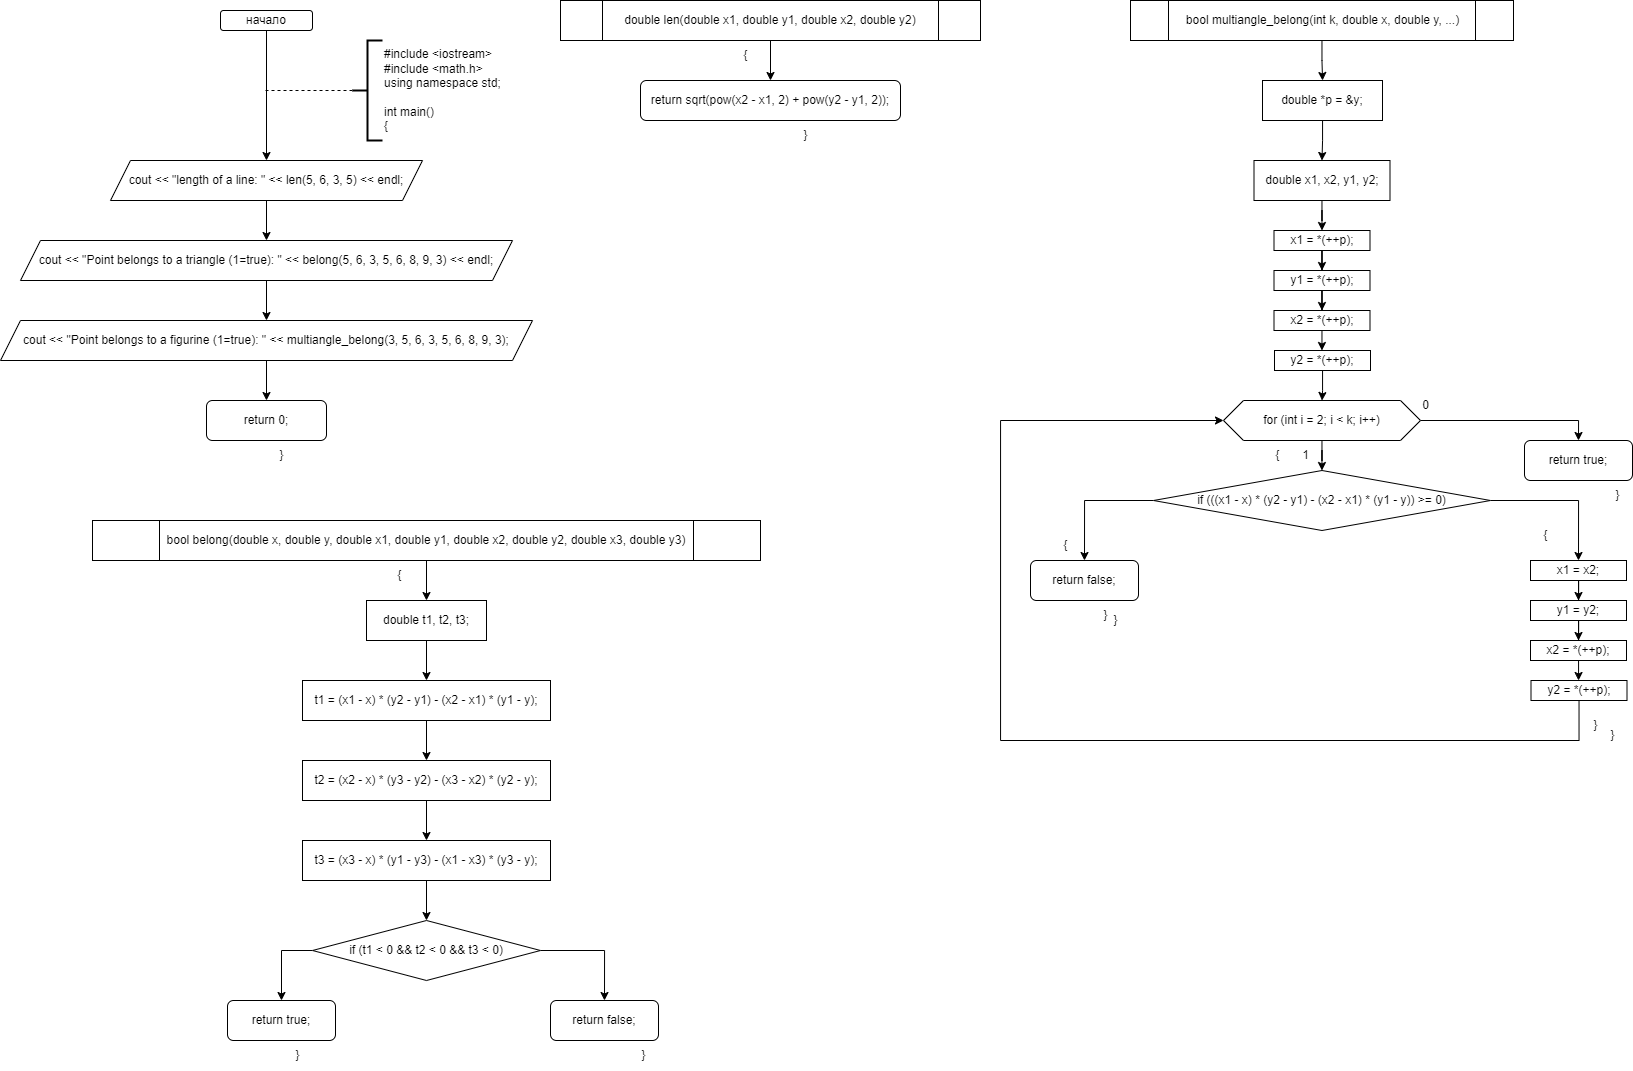 начало
#include <iostream>
#include <math.h>
using namespace std;
int main()
{
cout << "length of a line: " << len(5, 6, 3, 5) << endl;
cout << "Point belongs to a triangle (1=true): " << belong(5, 6, 3, 5, 6, 8, 9, 3) << endl;
cout << "Point belongs to a figurine (1=true): " << multiangle_belong(3, 5, 6, 3, 5, 6, 8, 9, 3);
return 0;
}
double len(double x1, double y1, double x2, double y2)
{
return sqrt(pow(x2 - x1, 2) + pow(y2 - y1, 2));
}
bool belong(double x, double y, double x1, double y1, double x2, double y2, double x3, double y3)
{
double t1, t2, t3;
t1 = (x1 - x) * (y2 - y1) - (x2 - x1) * (y1 - y);
t2 = (x2 - x) * (y3 - y2) - (x3 - x2) * (y2 - y);
t3 = (x3 - x) * (y1 - y3) - (x1 - x3) * (y3 - y);
if (t1 < 0 && t2 < 0 && t3 < 0)
return true;
}
return false;
}
bool multiangle_belong(int k, double x, double y, ...)
double *p = &y;
double x1, x2, y1, y2;
x1 = *(++p);
y1 = *(++p);
x2 = *(++p);
y2 = *(++p);
for (int i = 2; i < k; i++)
0
return true;
}
{ 1
if (((x1 - x) * (y2 - y1) - (x2 - x1) * (y1 - y)) >= 0)
{
return false;
} }
{
x1 = x2;
y1 = y2;
x2 = *(++p);
y2 = *(++p);
}
}